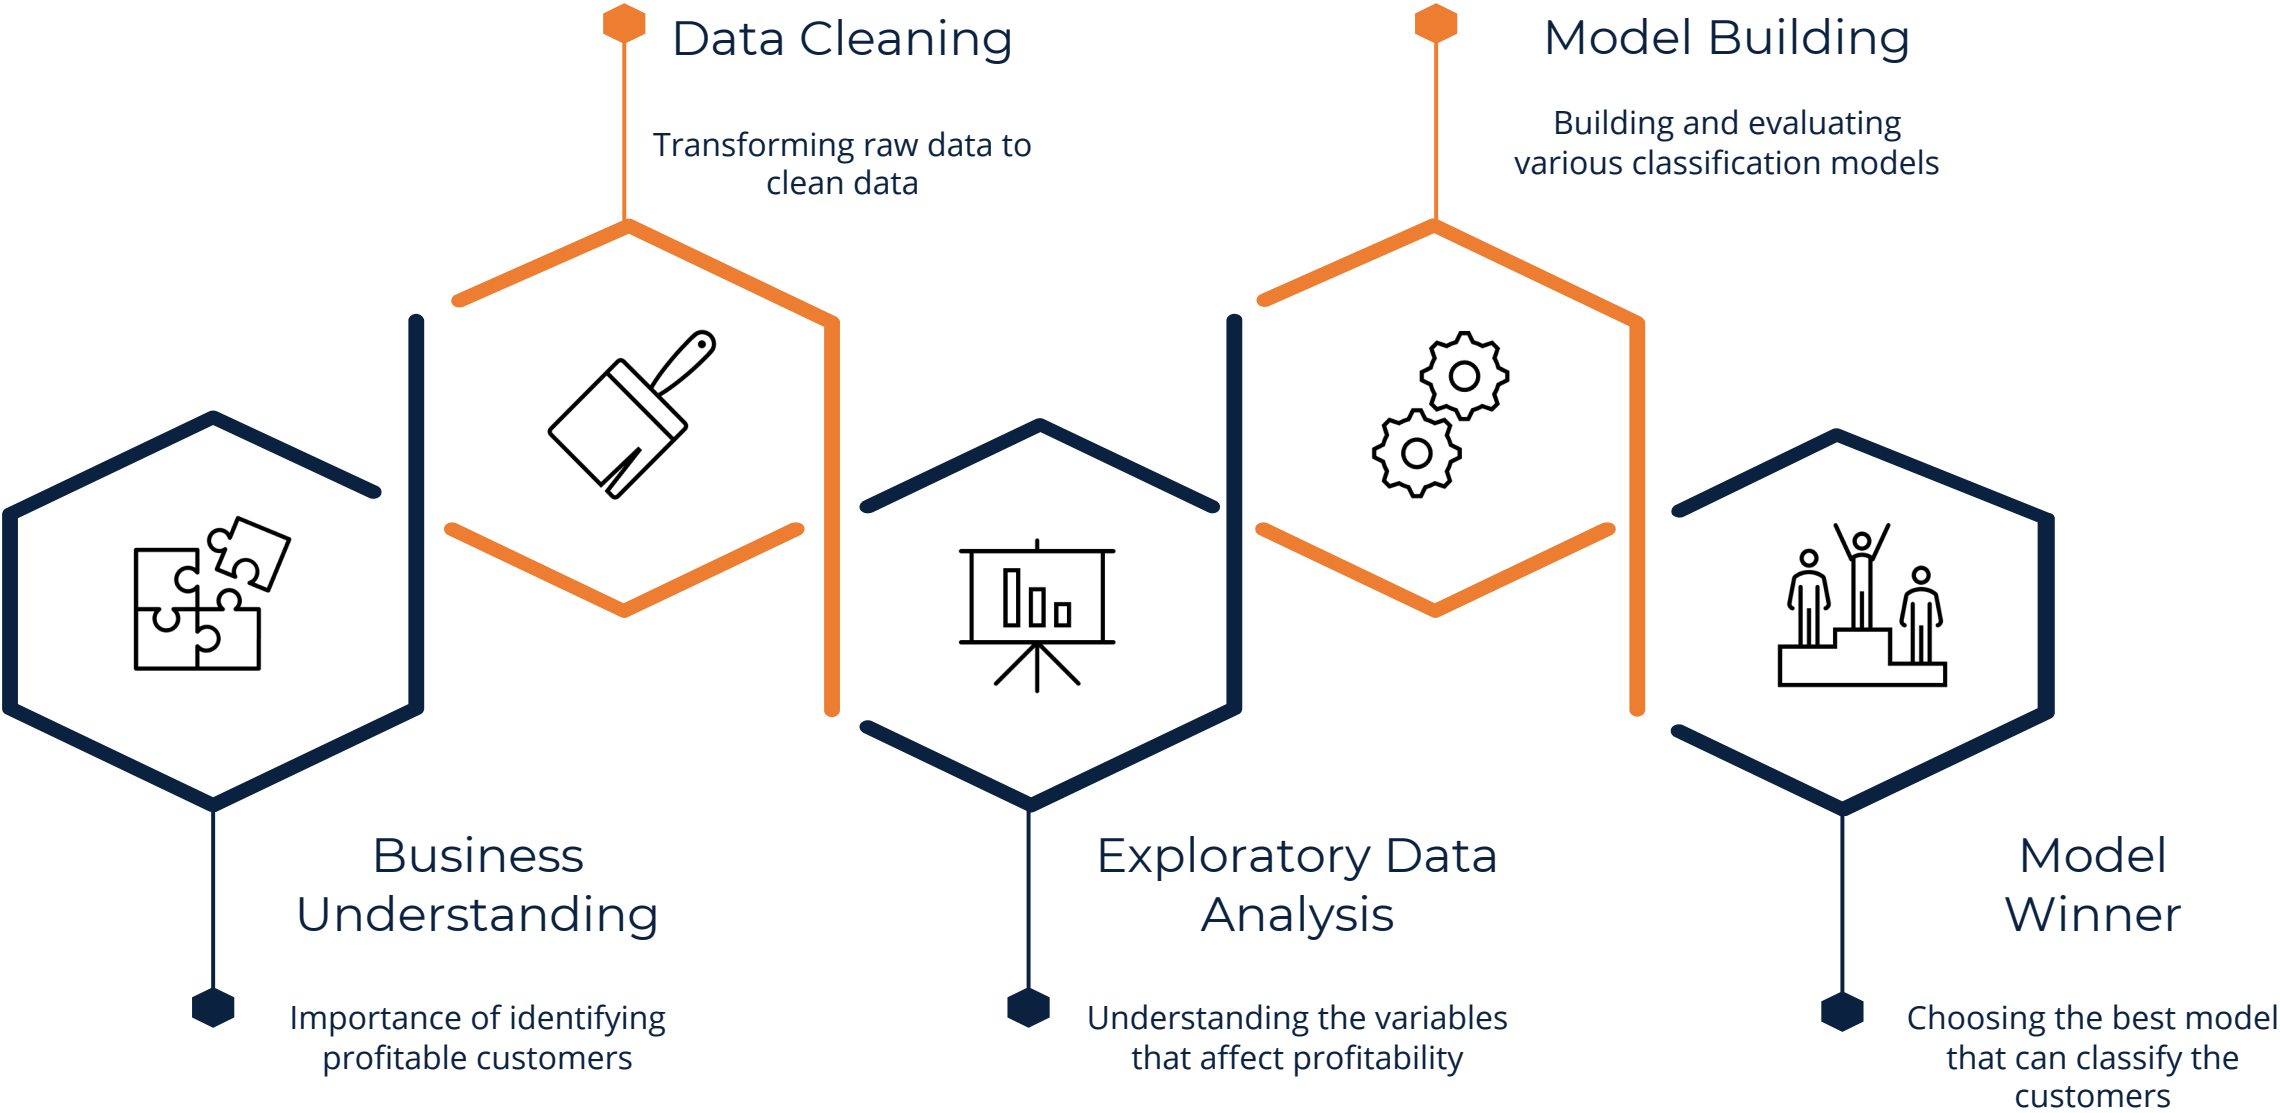 Data Cleaning
Transforming raw data to
clean data
Model Building
Building and evaluating
various classification models
Business
Understanding
Importance of identifying
profitable customers
Exploratory Data
Analysis
Understanding the variables
that affect profitability
Model
Winner
Choosing the best model
that can classify the
customers